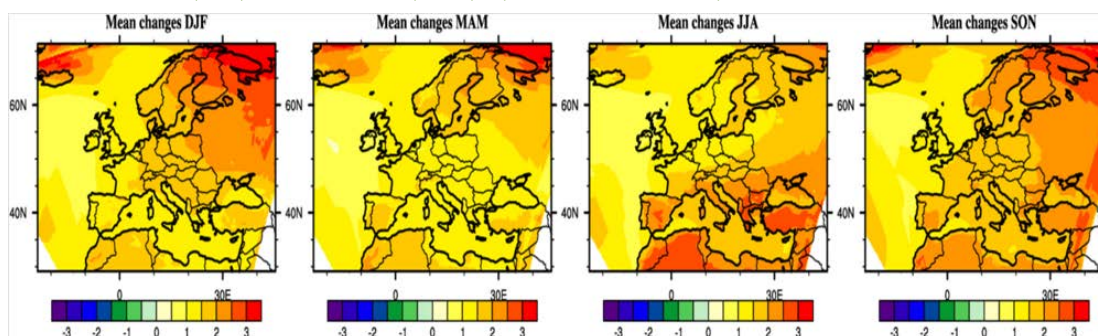 Mean changes DJF
Mean changes MAM
Mean changes JJA
Mean changes SON
60N
40N
0
30E
60N
40N
0
30E
60N
40N
0
30E
60N
40N
0
30E
-3 -2 -1 0 1 2 3
-3 -2 -1 0 1 2 3
-3 -2 -1 0 1 2 3
-3 -2 -1 0 1